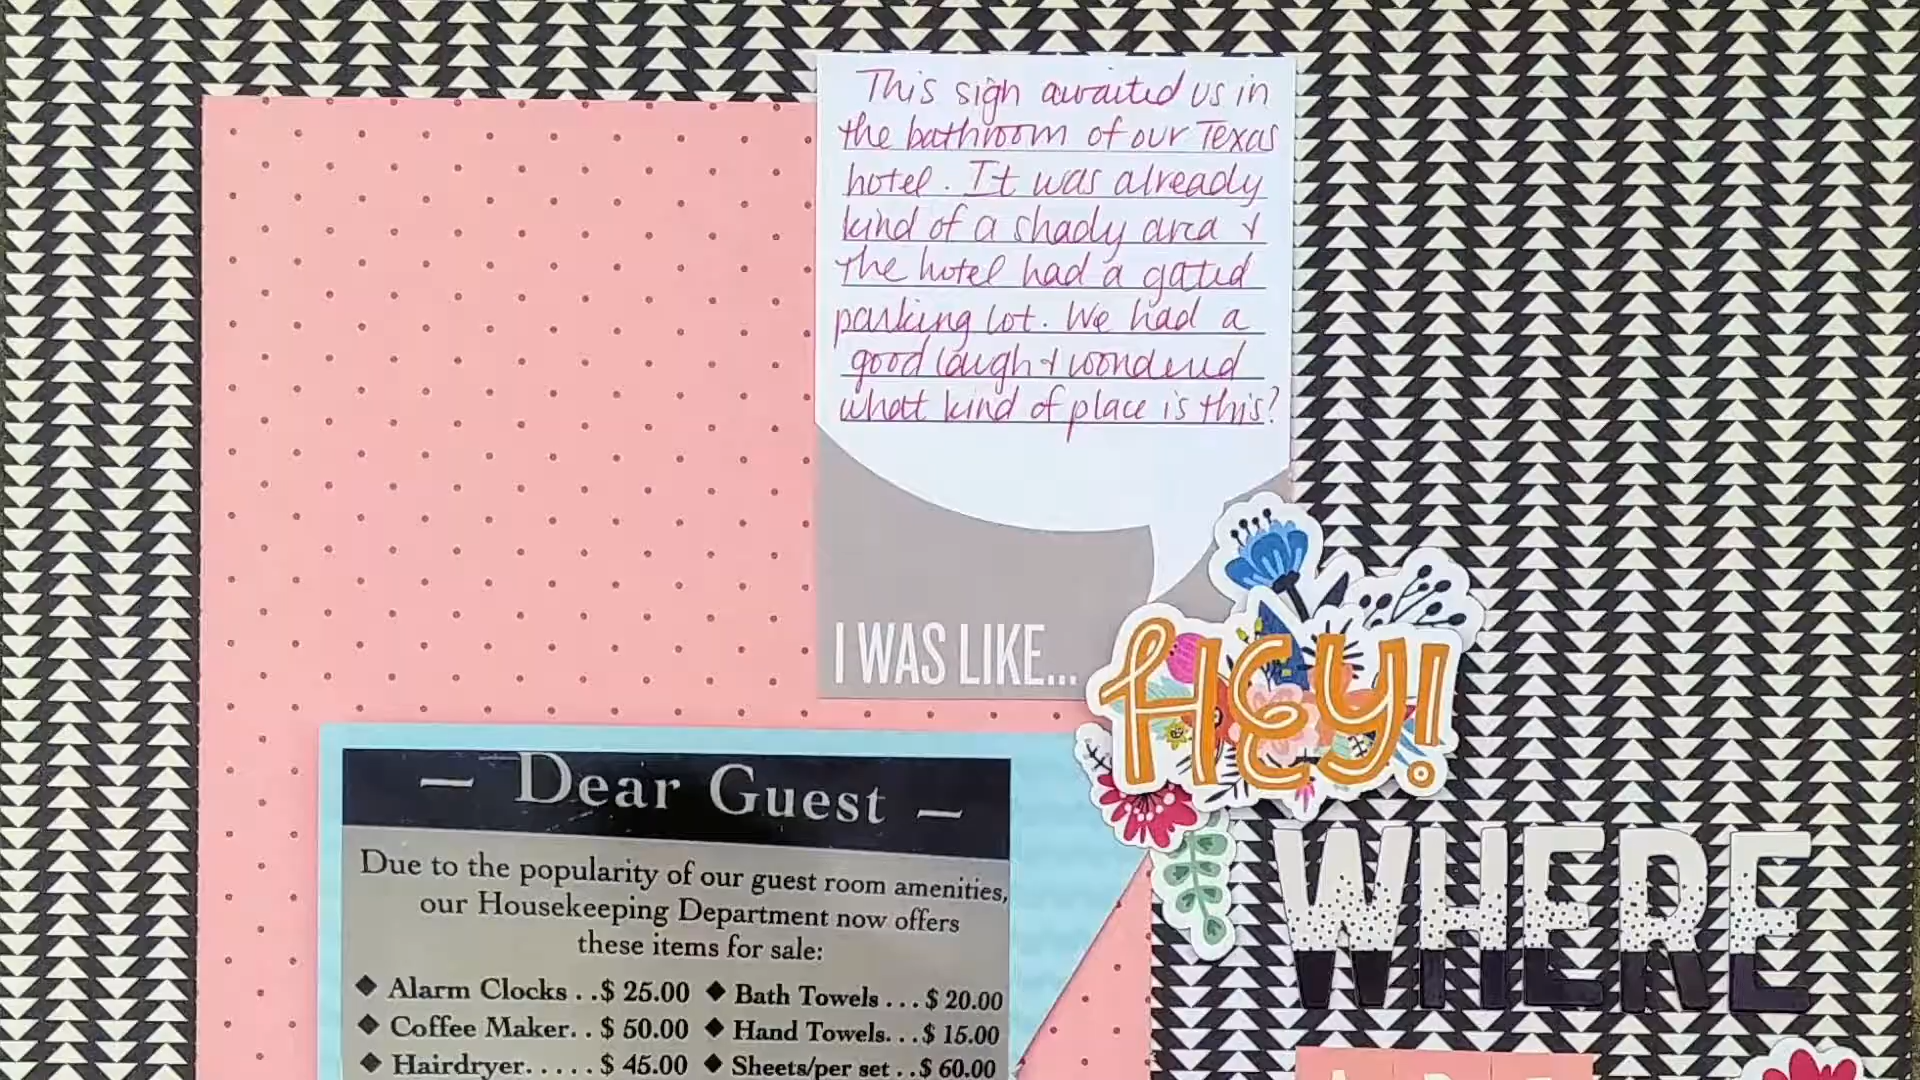 This sign awaited us in
the bathroom of our Texas
hotel. It was already
kind of a shady area &
the hotel had a gated
parking lot. We had a
good laugh & wondered
what kind of place is this?
I WAS LIKE...
HEY!
— Dear Guest —
Due to the popularity of our guest room amenities,
our Housekeeping Department now offers
these items for sale:
◆ Alarm Clocks . . $ 25.00 ◆ Bath Towels . . . $ 20.00
◆ Coffee Maker. . $ 50.00 ◆ Hand Towels. . . $ 15.00
◆ Hairdryer. . . . . $ 45.00 ◆ Sheets/per set . . $ 60.00
WHERE